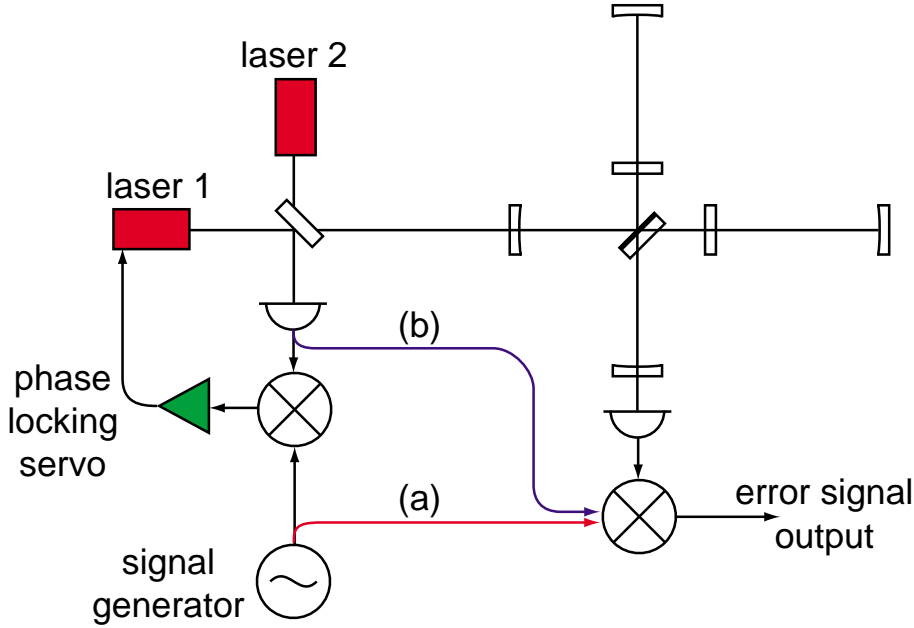 laser 2
laser 1
(b)
phase
locking
servo
(a)
error signal
output
signal
generator